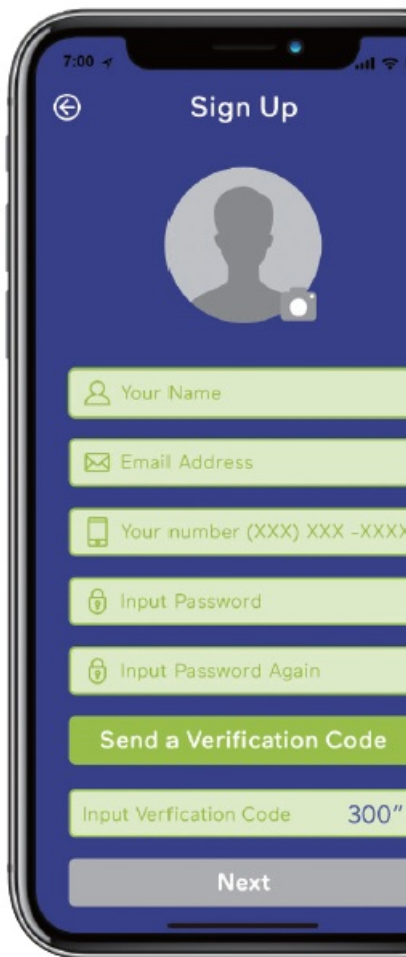 7:00
Sign Up
Your Name
Email Address
Your number (XXX) XXX -XXXX
Input Password
Input Password Again
Send a Verification Code
Input Verfication Code 300”
Next